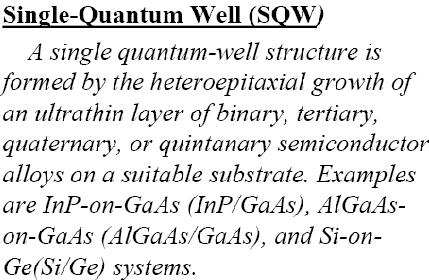 Single-Quantum Well (SQW)
A single quantum-well structure is
formed by the heteroepitaxial growth of
an ultrathin layer of binary, tertiary,
quaternary, or quintanary semiconductor
alloys on a suitable substrate. Examples
are InP-on-GaAs (InP/GaAs), AlGaAs-
on-GaAs (AlGaAs/GaAs), and Si-on-
Ge(Si/Ge) systems.